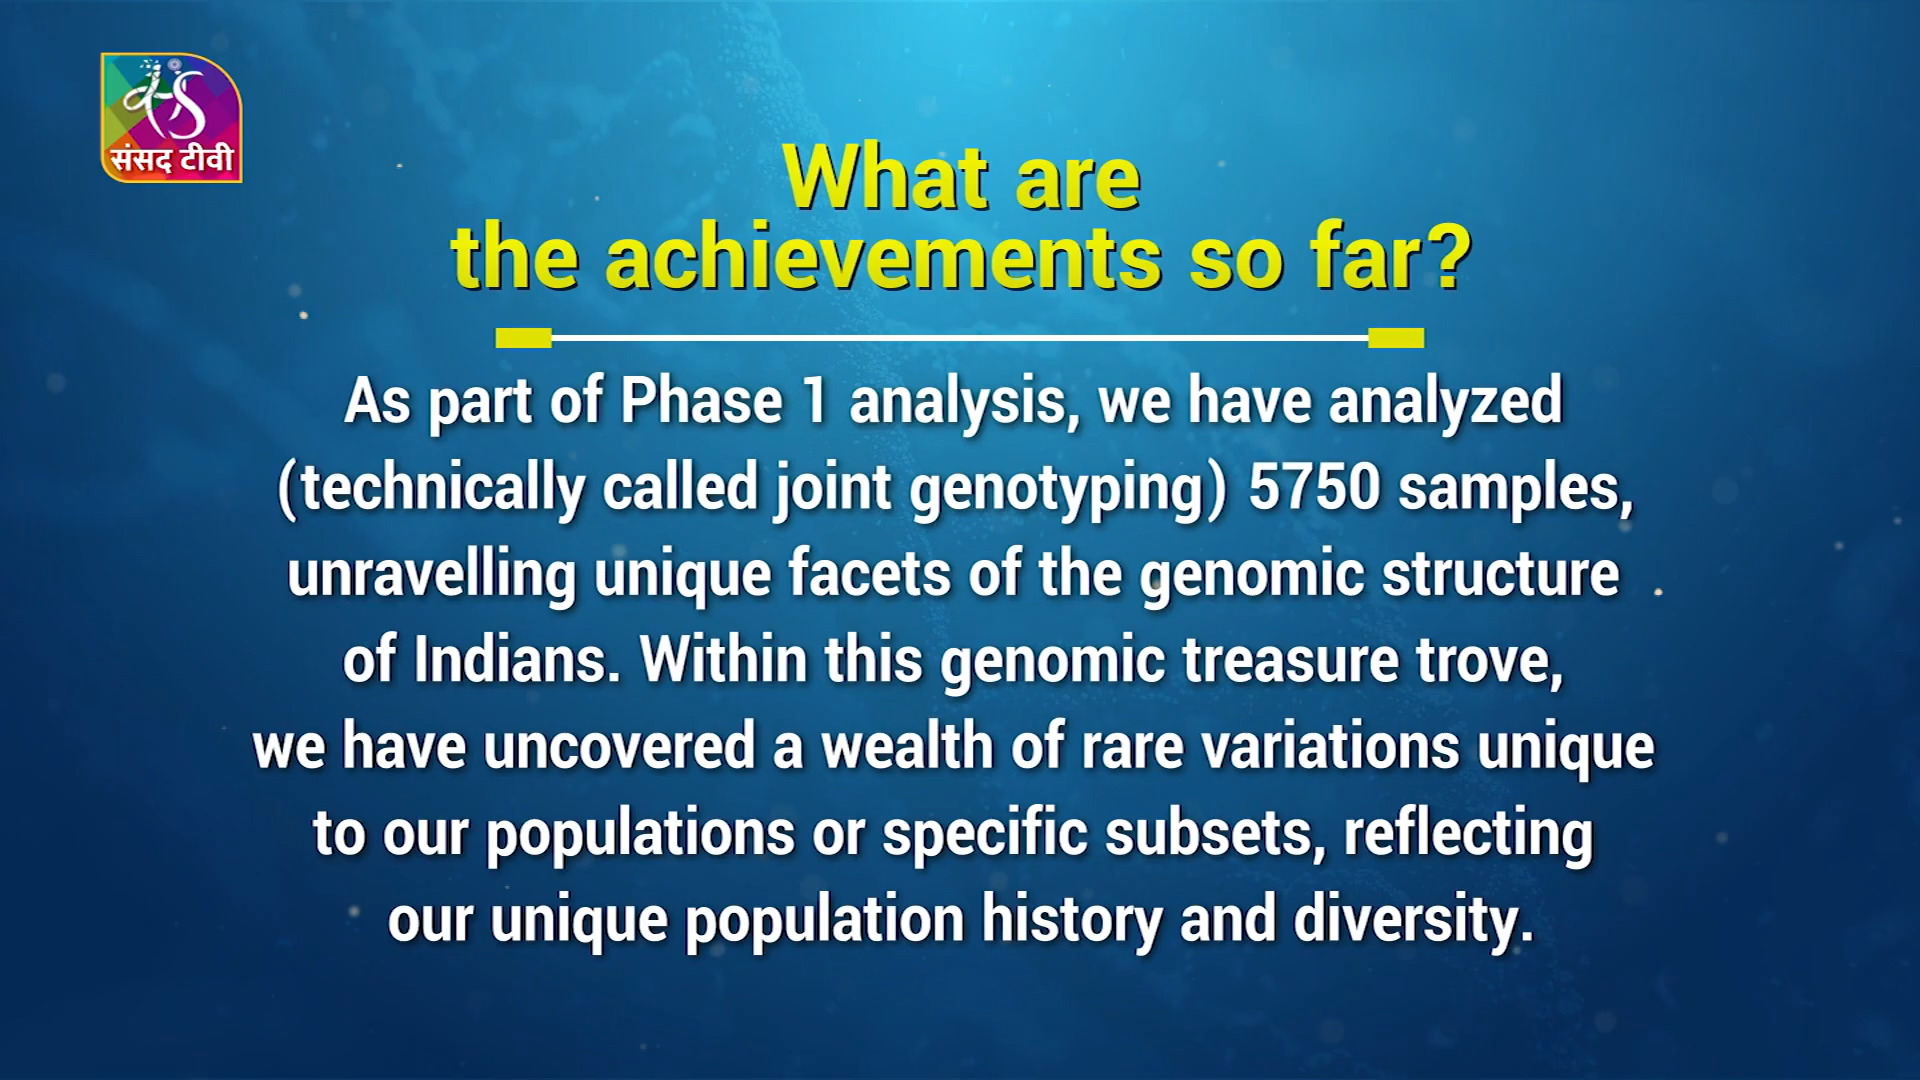 संसद टीवी
What are
the achievements so far?
As part of Phase 1 analysis, we have analyzed
(technically called joint genotyping) 5750 samples,
unravelling unique facets of the genomic structure
of Indians. Within this genomic treasure trove,
we have uncovered a wealth of rare variations unique
to our populations or specific subsets, reflecting
our unique population history and diversity.